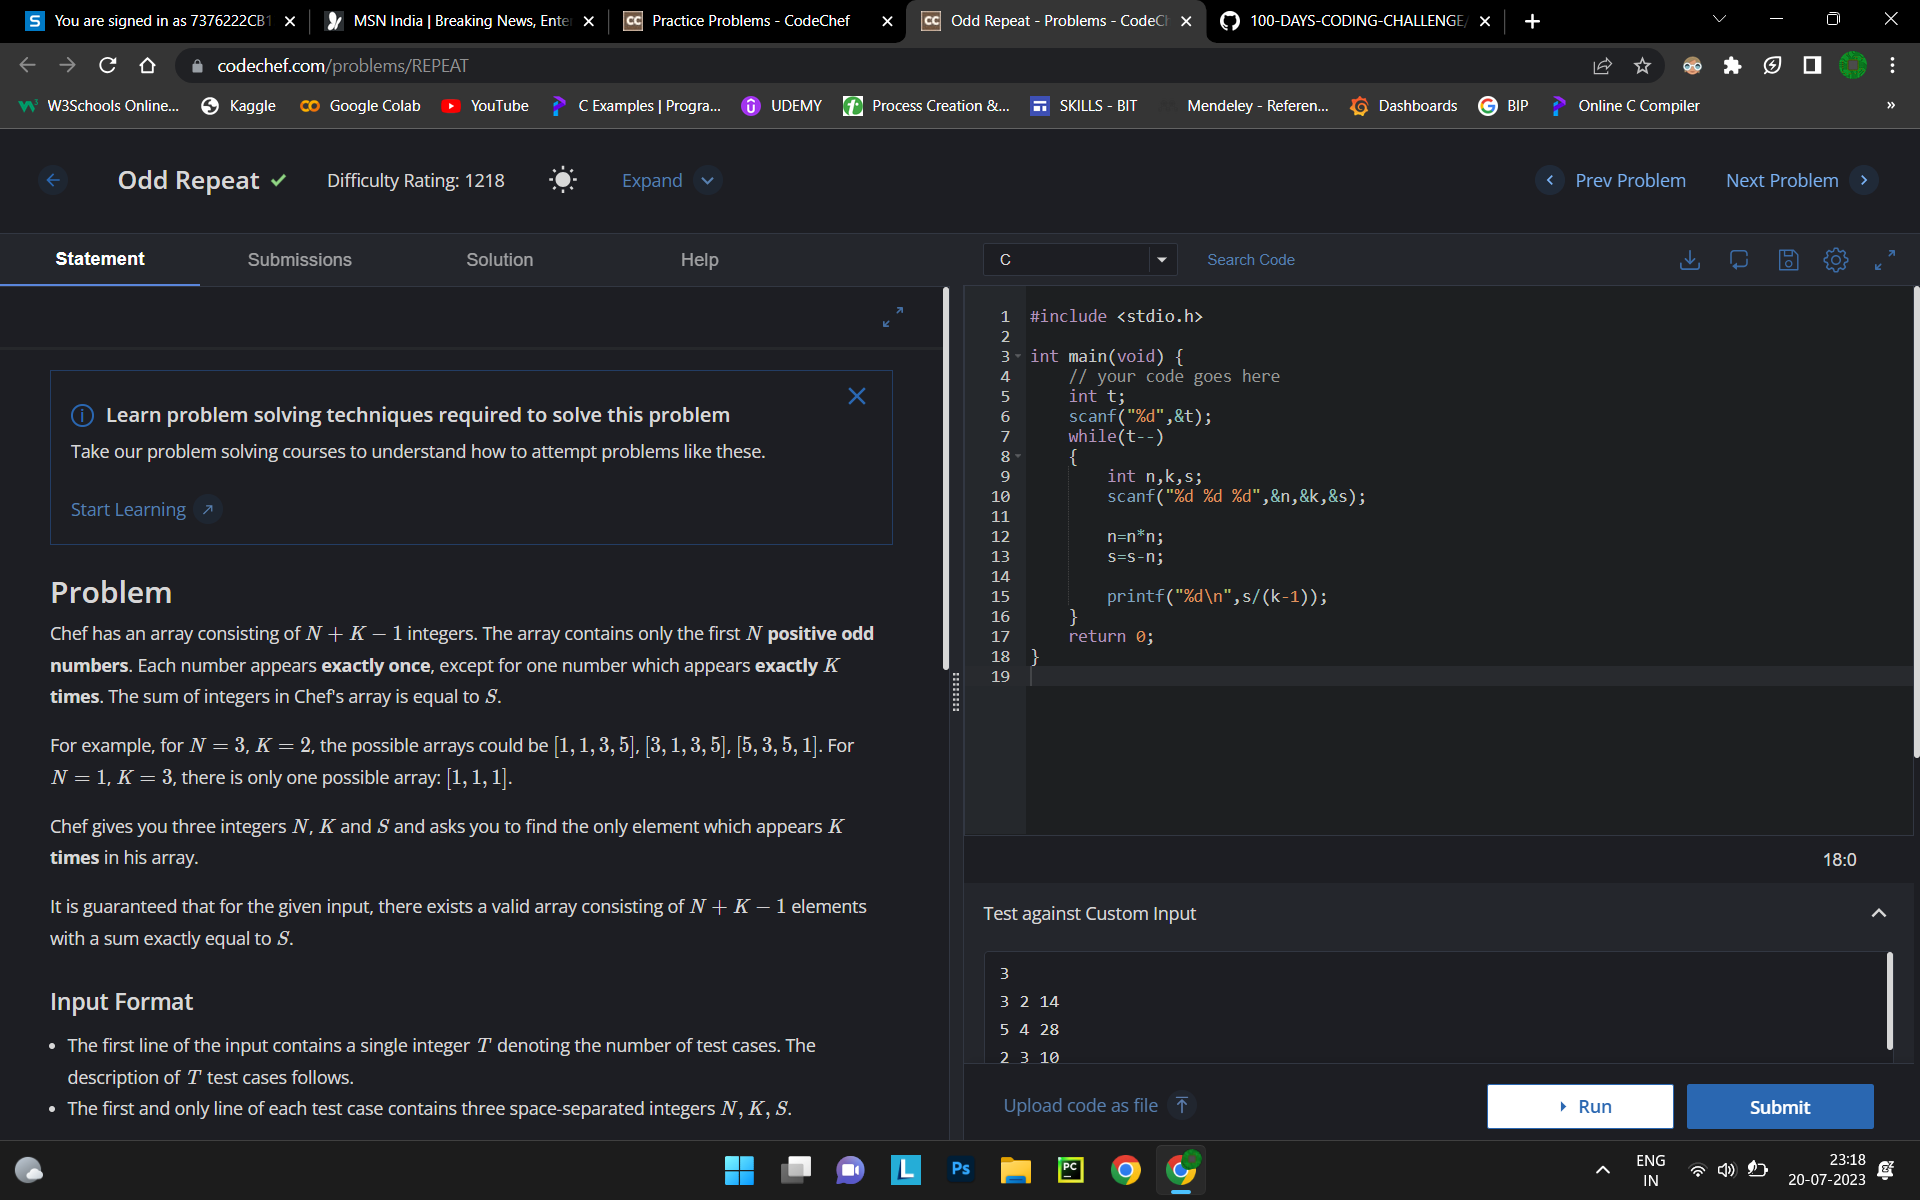 You are signed in as 7376222CB1
MSN India | Breaking News, Ente
Practice Problems - CodeChef
Odd Repeat - Problems - CodeCh
100-DAYS-CODING-CHALLENGE/
codechef.com/problems/REPEAT
W3Schools Online...
Kaggle
Google Colab
YouTube
C Examples | Progra...
UDEMY
Process Creation &...
SKILLS - BIT
Mendeley - Referen...
Dashboards
BIP
Online C Compiler
»
Odd Repeat
Difficulty Rating: 1218
Expand
Prev Problem
Next Problem
Statement
Submissions
Solution
Help
Learn problem solving techniques required to solve this problem
Take our problem solving courses to understand how to attempt problems like these.
Start Learning
Problem
Chef has an array consisting of N + K − 1 integers. The array contains only the first N positive odd
numbers. Each number appears exactly once, except for one number which appears exactly K
times. The sum of integers in Chef's array is equal to S.
For example, for N = 3, K = 2, the possible arrays could be [1, 1, 3, 5], [3, 1, 3, 5], [5, 3, 5, 1]. For
N = 1, K = 3, there is only one possible array: [1, 1, 1].
Chef gives you three integers N, K and S and asks you to find the only element which appears K
times in his array.
It is guaranteed that for the given input, there exists a valid array consisting of N + K − 1 elements
with a sum exactly equal to S.
Input Format
• The first line of the input contains a single integer T denoting the number of test cases. The
description of T test cases follows.
• The first and only line of each test case contains three space-separated integers N, K, S.
C
Search Code
1 #include <stdio.h>
2
3 int main(void) {
4 // your code goes here
5 int t;
6 scanf("%d",&t);
7 while(t--)
8 {
9 int n,k,s;
10 scanf("%d %d %d",&n,&k,&s);
11
12 n=n*n;
13 s=s-n;
14
15 printf("%d\n",s/(k-1));
16 }
17 return 0;
18 }
19
18:0
Test against Custom Input
3
3 2 14
5 4 28
2 3 10
Upload code as file
Run
Submit
L
Ps
PC
ENG
IN
23:18
20-07-2023